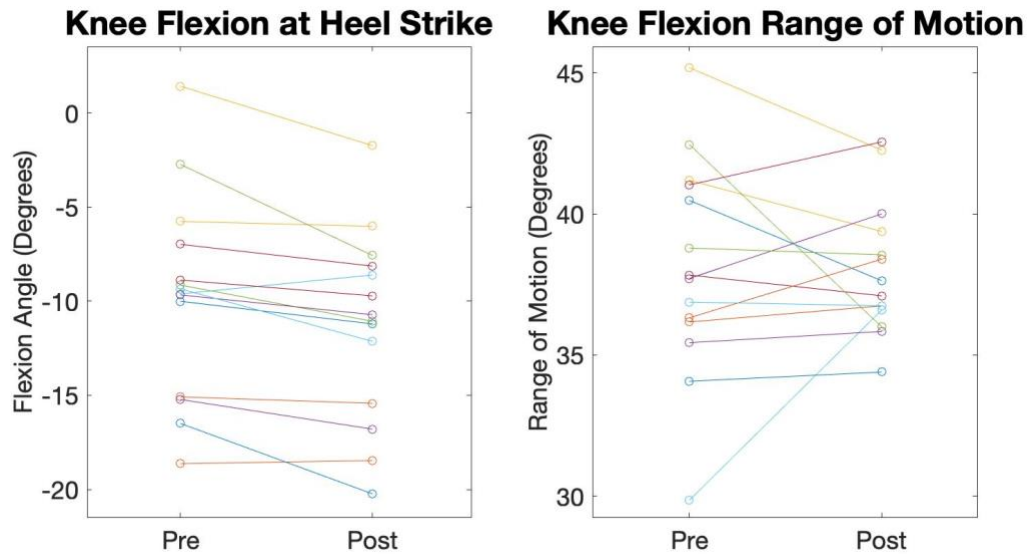 Knee Flexion at Heel Strike
Flexion Angle (Degrees)
0
-5
-10
-15
-20
Pre Post
Knee Flexion Range of Motion
Range of Motion (Degrees)
45
40
35
30
Pre Post